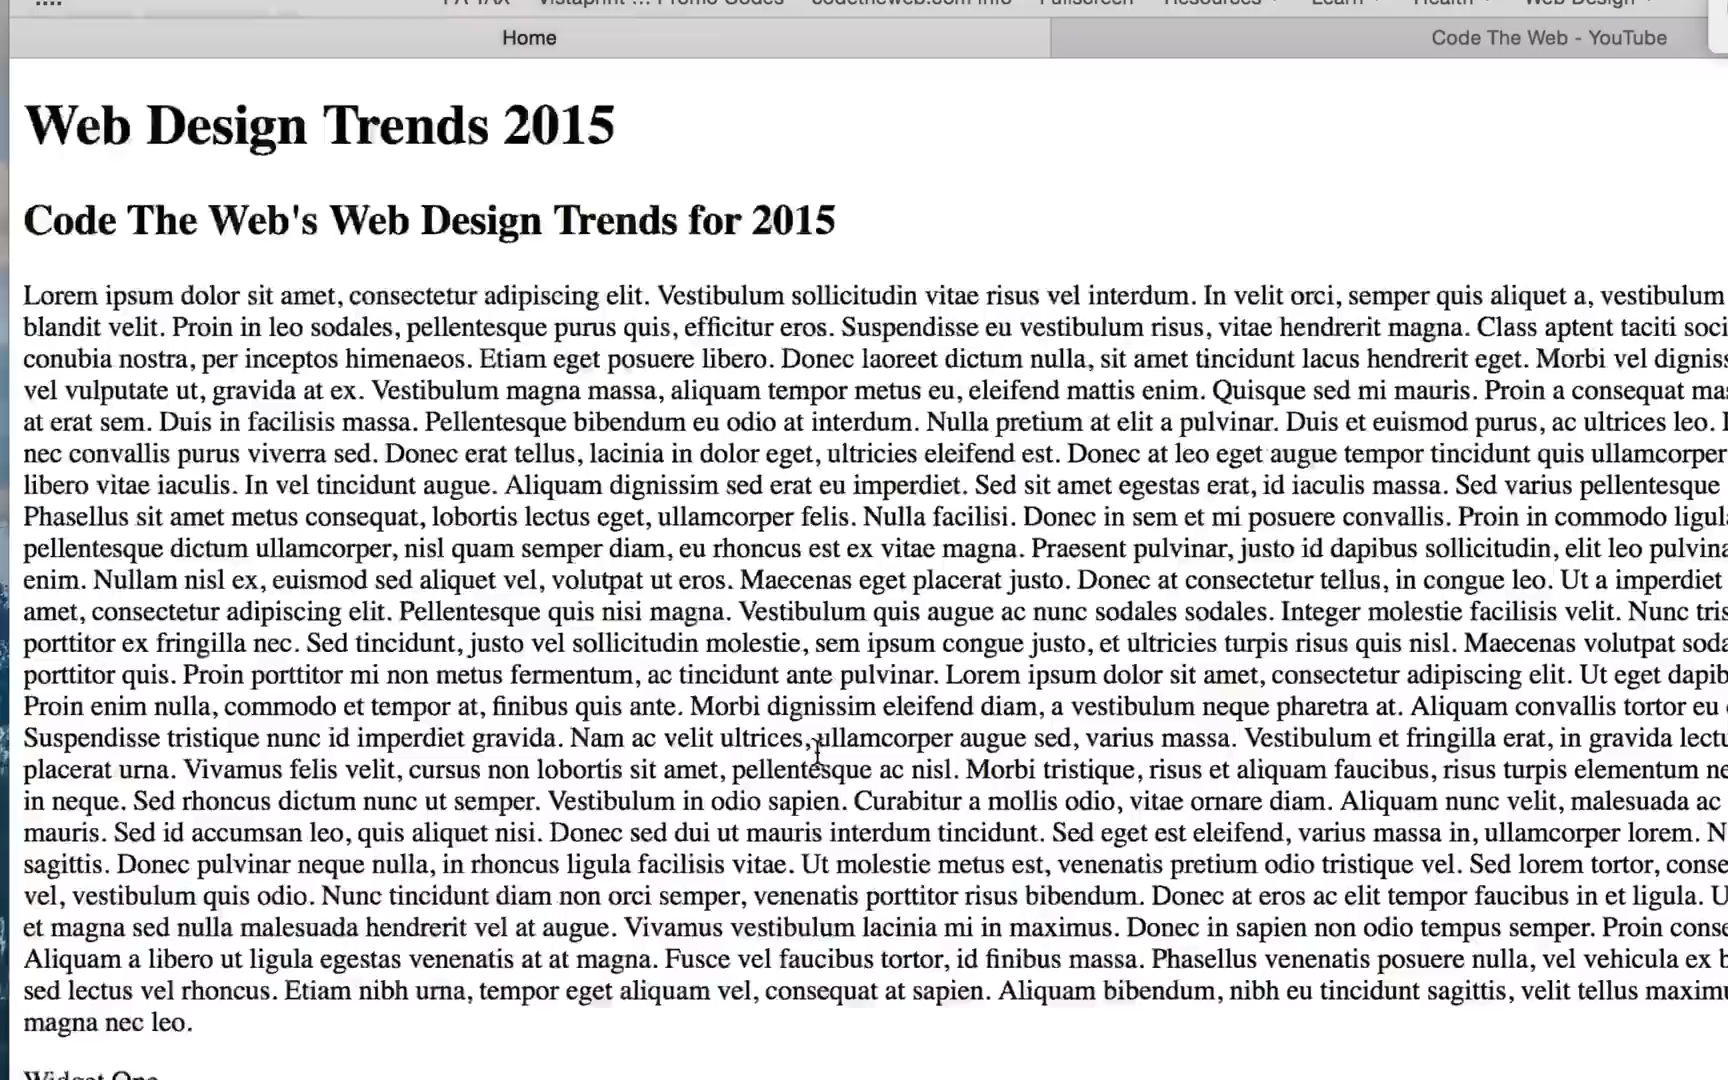 Home
Code The Web - YouTube
Web Design Trends 2015
Code The Web's Web Design Trends for 2015
Lorem ipsum dolor sit amet, consectetur adipiscing elit. Vestibulum sollicitudin vitae risus vel interdum. In velit orci, semper quis aliquet a, vestibulum
blandit velit. Proin in leo sodales, pellentesque purus quis, efficitur eros. Suspendisse eu vestibulum risus, vitae hendrerit magna. Class aptent taciti soci
conubia nostra, per inceptos himenaeos. Etiam eget posuere libero. Donec laoreet dictum nulla, sit amet tincidunt lacus hendrerit eget. Morbi vel digniss
vel vulputate ut, gravida at ex. Vestibulum magna massa, aliquam tempor metus eu, eleifend mattis enim. Quisque sed mi mauris. Proin a consequat mas
at erat sem. Duis in facilisis massa. Pellentesque bibendum eu odio at interdum. Nulla pretium at elit a pulvinar. Duis et euismod purus, ac ultrices leo.
nec convallis purus viverra sed. Donec erat tellus, lacinia in dolor eget, ultricies eleifend est. Donec at leo eget augue tempor tincidunt quis ullamcorper
libero vitae iaculis. In vel tincidunt augue. Aliquam dignissim sed erat eu imperdiet. Sed sit amet egestas erat, id iaculis massa. Sed varius pellentesque
Phasellus sit amet metus consequat, lobortis lectus eget, ullamcorper felis. Nulla facilisi. Donec in sem et mi posuere convallis. Proin in commodo ligula
pellentesque dictum ullamcorper, nisl quam semper diam, eu rhoncus est ex vitae magna. Praesent pulvinar, justo id dapibus sollicitudin, elit leo pulvina
enim. Nullam nisl ex, euismod sed aliquet vel, volutpat ut eros. Maecenas eget placerat justo. Donec at consectetur tellus, in congue leo. Ut a imperdiet
amet, consectetur adipiscing elit. Pellentesque quis nisi magna. Vestibulum quis augue ac nunc sodales sodales. Integer molestie facilisis velit. Nunc tris
porttitor ex fringilla nec. Sed tincidunt, justo vel sollicitudin molestie, sem ipsum congue justo, et ultricies turpis risus quis nisl. Maecenas volutpat soda
porttitor quis. Proin porttitor mi non metus fermentum, ac tincidunt ante pulvinar. Lorem ipsum dolor sit amet, consectetur adipiscing elit. Ut eget dapib
Proin enim nulla, commodo et tempor at, finibus quis ante. Morbi dignissim eleifend diam, a vestibulum neque pharetra at. Aliquam convallis tortor eu
Suspendisse tristique nunc id imperdiet gravida. Nam ac velit ultrices, ullamcorper augue sed, varius massa. Vestibulum et fringilla erat, in gravida lectu
placerat urna. Vivamus felis velit, cursus non lobortis sit amet, pellentesque ac nisl. Morbi tristique, risus et aliquam faucibus, risus turpis elementum ne
in neque. Sed rhoncus dictum nunc ut semper. Vestibulum in odio sapien. Curabitur a mollis odio, vitae ornare diam. Aliquam nunc velit, malesuada ac
mauris. Sed id accumsan leo, quis aliquet nisi. Donec sed dui ut mauris interdum tincidunt. Sed eget est eleifend, varius massa in, ullamcorper lorem. N
sagittis. Donec pulvinar neque nulla, in rhoncus ligula facilisis vitae. Ut molestie metus est, venenatis pretium odio tristique vel. Sed lorem tortor, conse
vel, vestibulum quis odio. Nunc tincidunt diam non orci semper, venenatis porttitor risus bibendum. Donec at eros ac elit tempor faucibus in et ligula. U
et magna sed nulla malesuada hendrerit vel at augue. Vivamus vestibulum lacinia mi in maximus. Donec in sapien non odio tempus semper. Proin conse
Aliquam a libero ut ligula egestas venenatis at at magna. Fusce vel faucibus tortor, id finibus massa. Phasellus venenatis posuere nulla, vel vehicula ex b
sed lectus vel rhoncus. Etiam nibh urna, tempor eget aliquam vel, consequat at sapien. Aliquam bibendum, nibh eu tincidunt sagittis, velit tellus maximu
magna nec leo.
Widget One